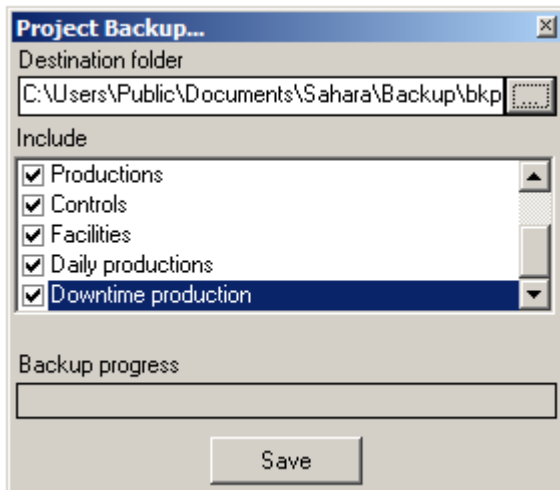 Project Backup...
Destination folder
C:\Users\Public\Documents\Sahara\Backup\bkp ...
Include
Productions
Controls
Facilities
Daily productions
Downtime production
Backup progress
Save